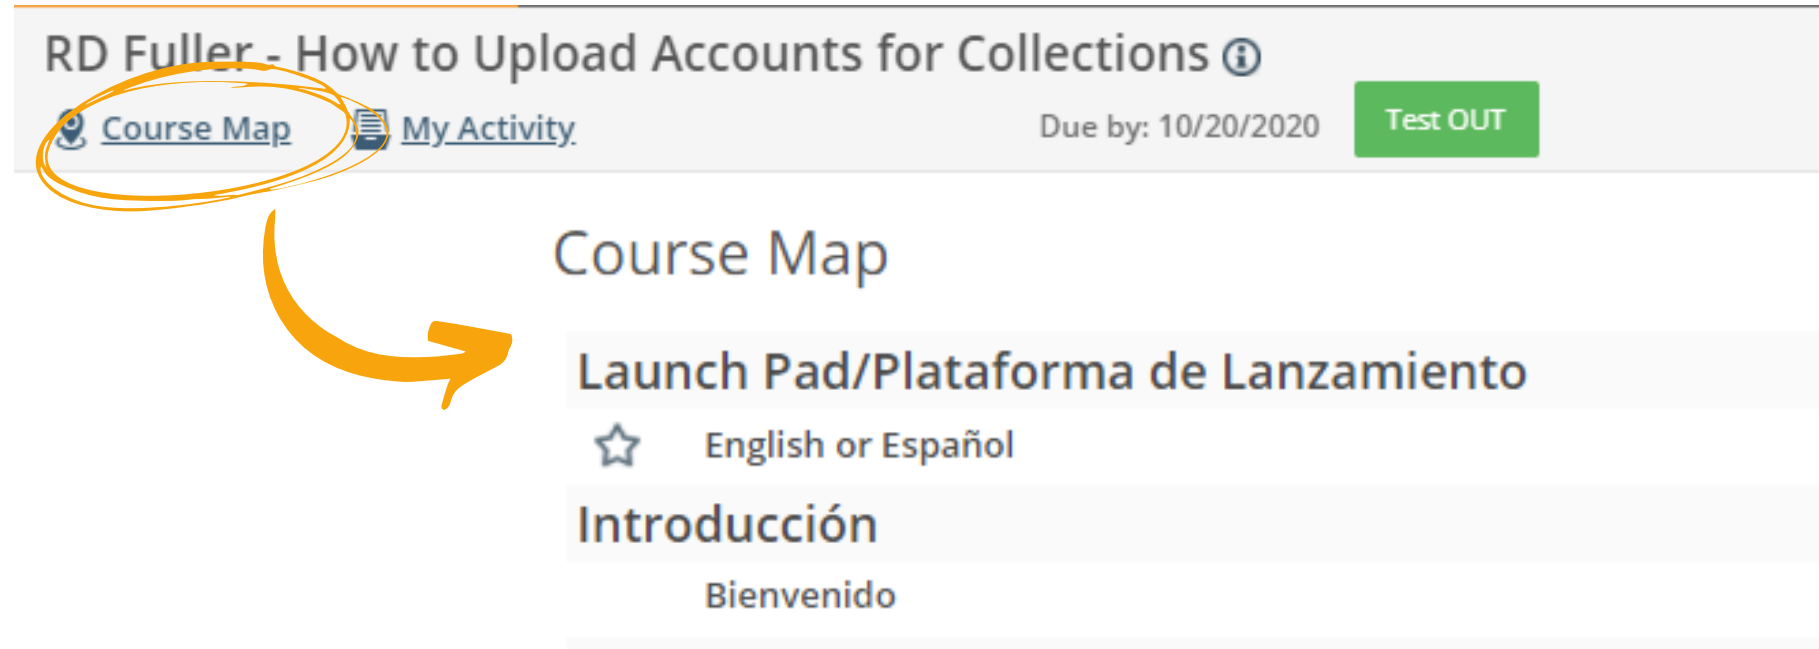 RD Fuller - How to Upload Accounts for Collections
Course Map My Activity Due by: 10/20/2020 Test OUT
Course Map
Launch Pad/Plataforma de Lanzamiento
English or Español
Introducción
Bienvenido